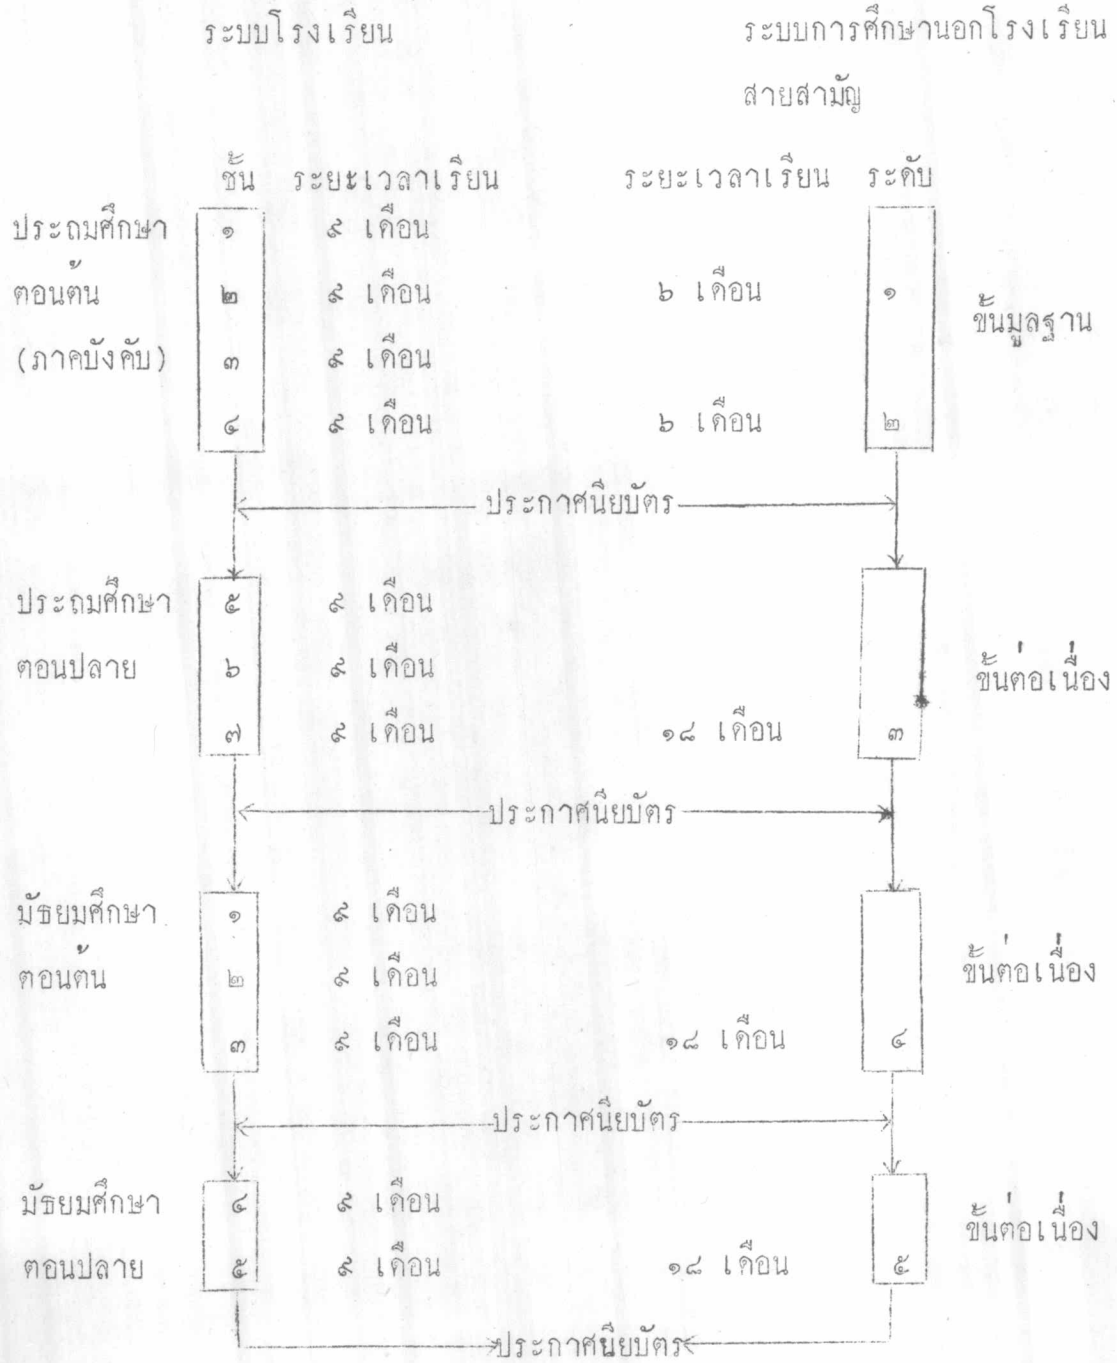 ระบบโรงเรียน ระบบการศึกษานอกโรงเรียน
สายสามัญ
ชั้น ระยะเวลาเรียน ระยะเวลาเรียน ระดับ
ประถมศึกษา ๑ ๙ เดือน
ตอนต้น ๒ ๙ เดือน ๖ เดือน ๑ ขั้นมูลฐาน
(ภาคบังคับ) ๓ ๙ เดือน
๔ ๙ เดือน ๖ เดือน ๒
ประกาศนียบัตร
ประถมศึกษา ๕ ๙ เดือน
ตอนปลาย ๖ ๙ เดือน ขั้นต่อเนื่อง
๗ ๙ เดือน ๑๘ เดือน ๓
ประกาศนียบัตร
มัธยมศึกษา ๑ ๙ เดือน
ตอนต้น ๒ ๙ เดือน ขั้นต่อเนื่อง
๓ ๙ เดือน ๑๘ เดือน ๔
ประกาศนียบัตร
มัธยมศึกษา ๔ ๙ เดือน ขั้นต่อเนื่อง
ตอนปลาย ๕ ๙ เดือน ๑๘ เดือน ๕
ประกาศนียบัตร